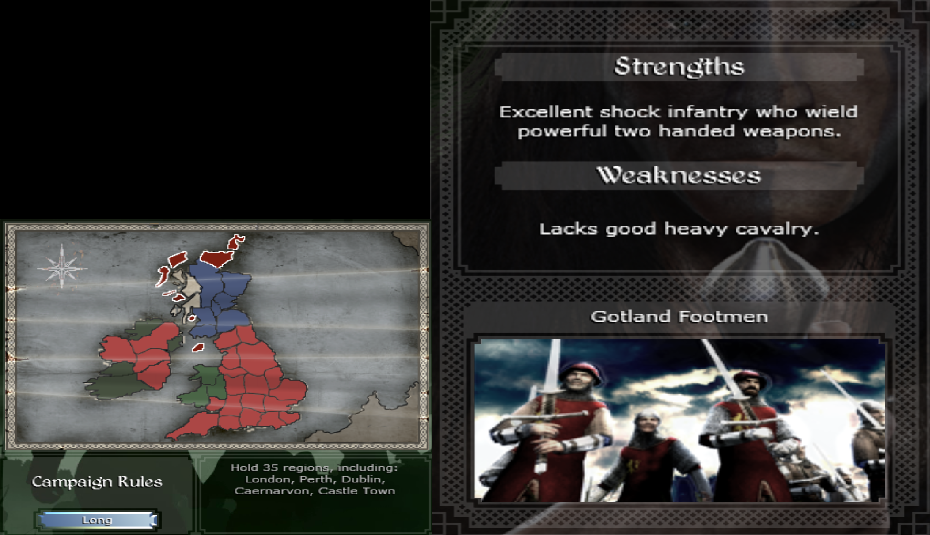 Strengths
Excellent shock infantry who wield
powerful two handed weapons.
Weaknesses
Lacks good heavy cavalry.
Gotland Footmen
Campaign Rules
Long
Hold 35 regions, including:
London, Perth, Dublin,
Caernarvon, Castle Town